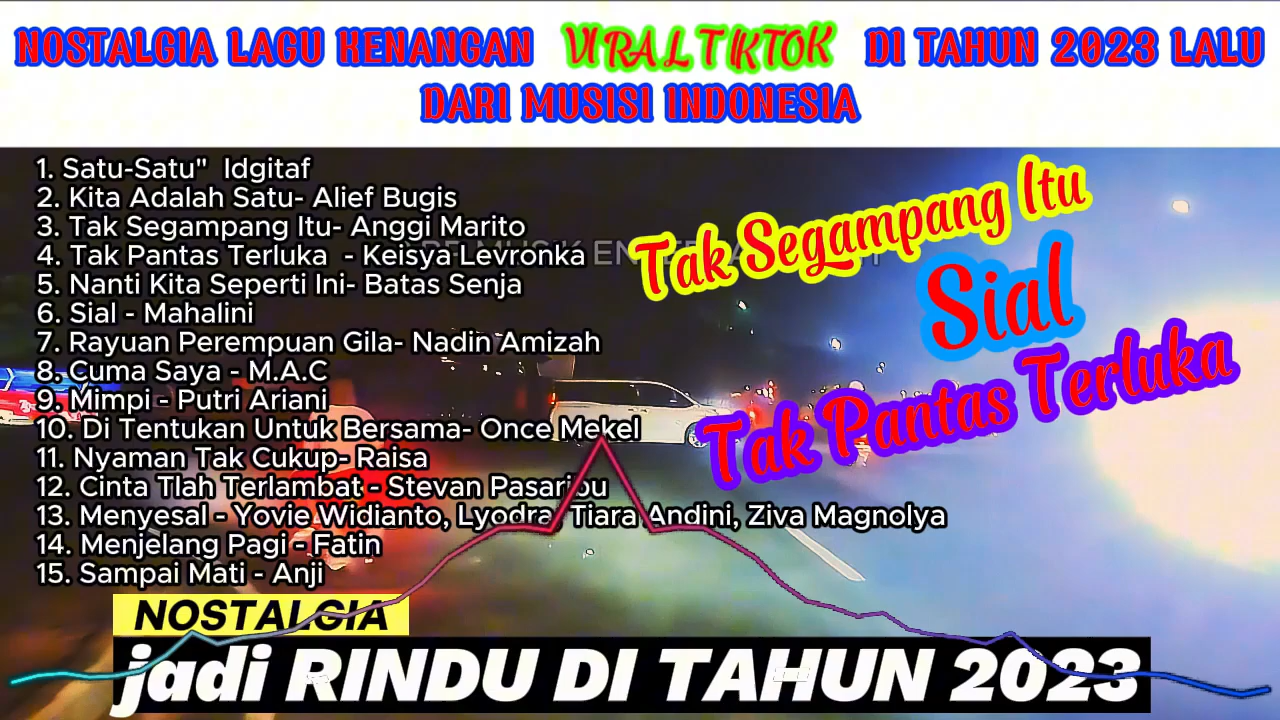 NOSTALGIA LAGU KENANGAN VIRAL TIKTOK DI TAHUN 2023 LALU
DARI MUSISI INDONESIA
1. Satu-Satu" Idgitaf
2. Kita Adalah Satu- Alief Bugis
3. Tak Segampang Itu- Anggi Marito
4. Tak Pantas Terluka - Keisya Levronka
5. Nanti Kita Seperti Ini- Batas Senja
6. Sial - Mahalini
7. Rayuan Perempuan Gila- Nadin Amizah
8. Cuma Saya - M.A.C
9. Mimpi - Putri Ariani
10. Di Tentukan Untuk Bersama- Once Mekel
11. Nyaman Tak Cukup- Raisa
12. Cinta Tlah Terlambat - Stevan Pasaribu
13. Menyesal - Yovie Widianto, Lyodra, Tiara Andini, Ziva Magnolya
14. Menjelang Pagi - Fatin
15. Sampai Mati - Anji
Tak Segampang Itu
Sial
Tak Pantas Terluka
NOSTALGIA
jadi RINDU DI TAHUN 2023